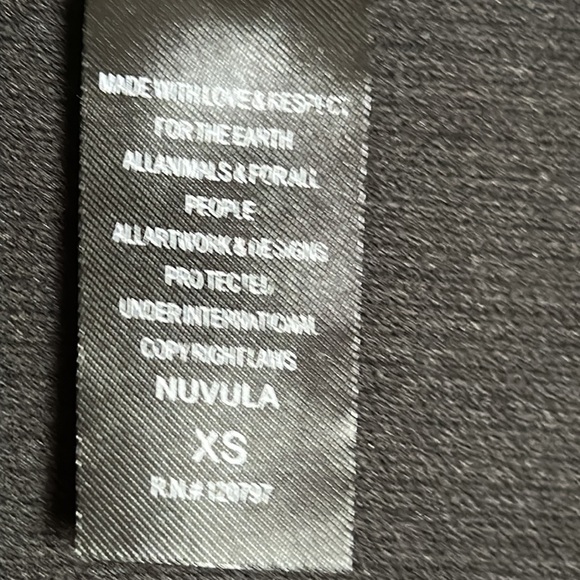 MADE WITH LOVE & RESPECT
FOR THE EARTH
ALL ANIMALS & FOR ALL
PEOPLE
ALL ARTWORK & DESIGNS
PROTECTED
UNDER INTERNATIONAL
COPYRIGHT LAWS
NUVULA
XS
R.N.# 120797